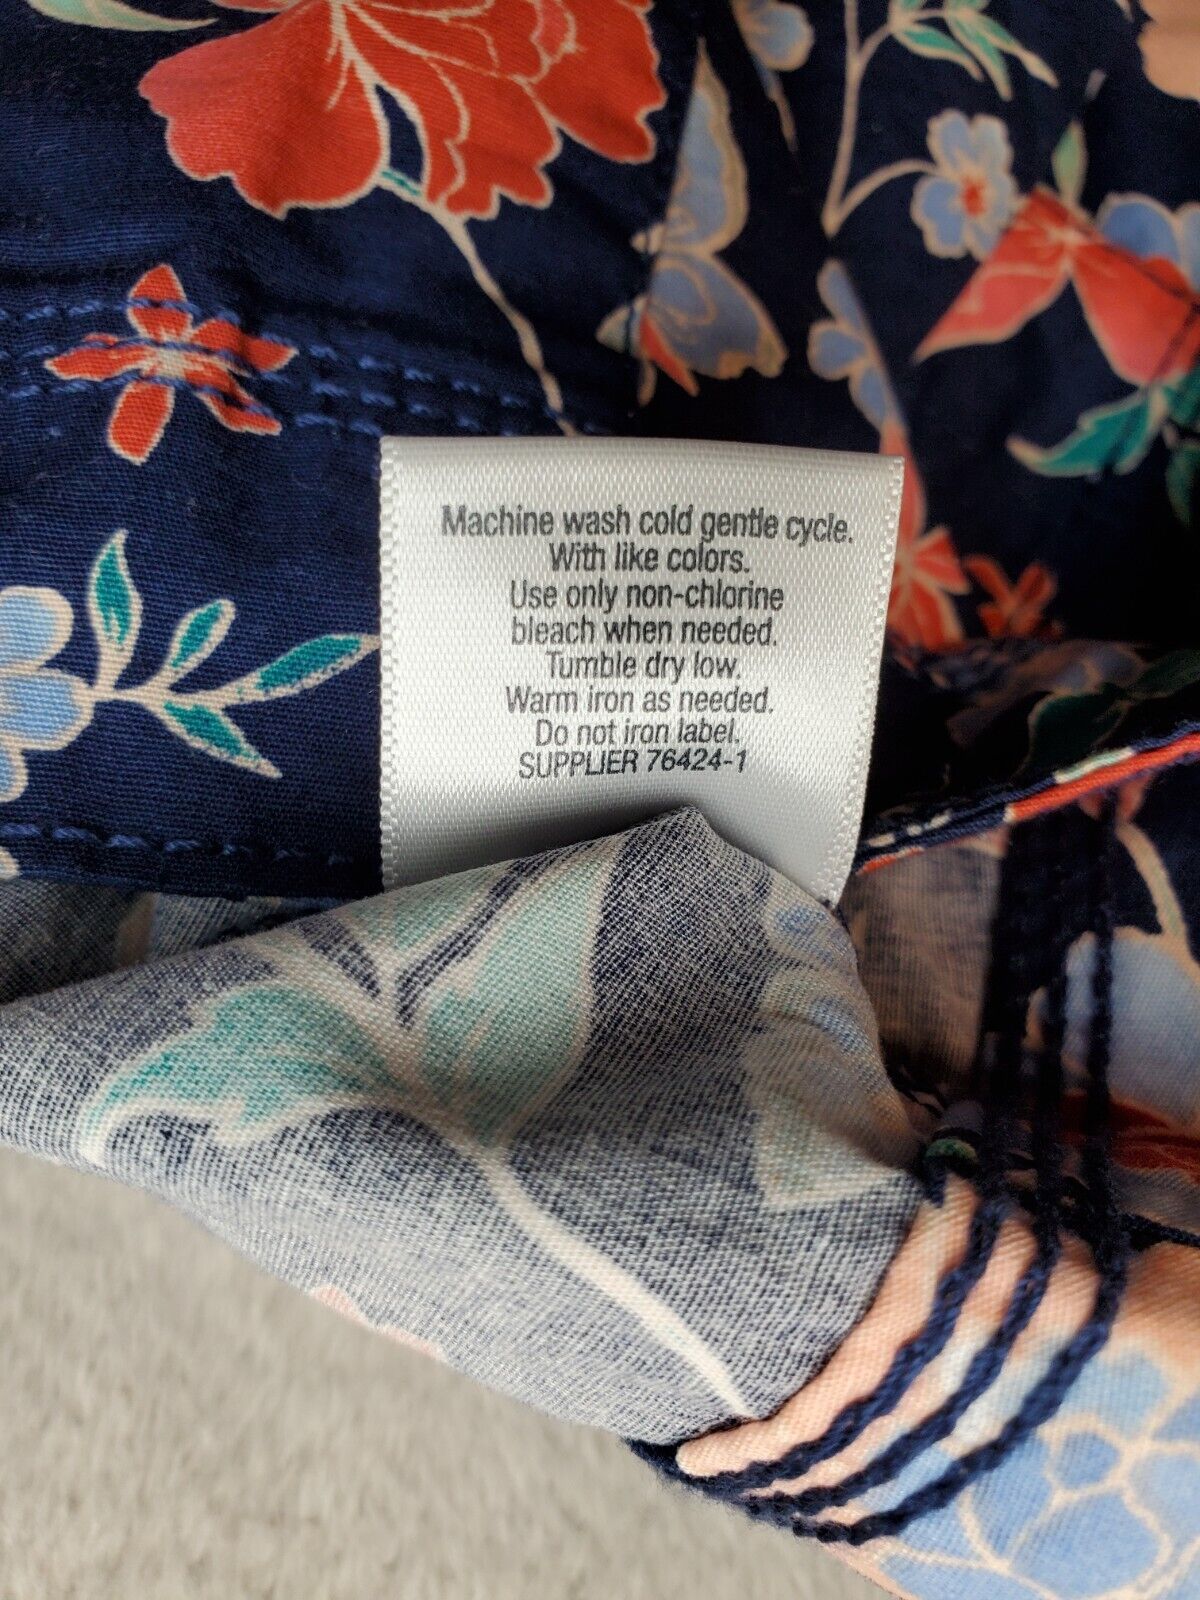 Machine wash cold gentle cycle.
With like colors.
Use only non-chlorine
bleach when needed.
Tumble dry low.
Warm iron as needed.
Do not iron label.
SUPPLIER 76424-1